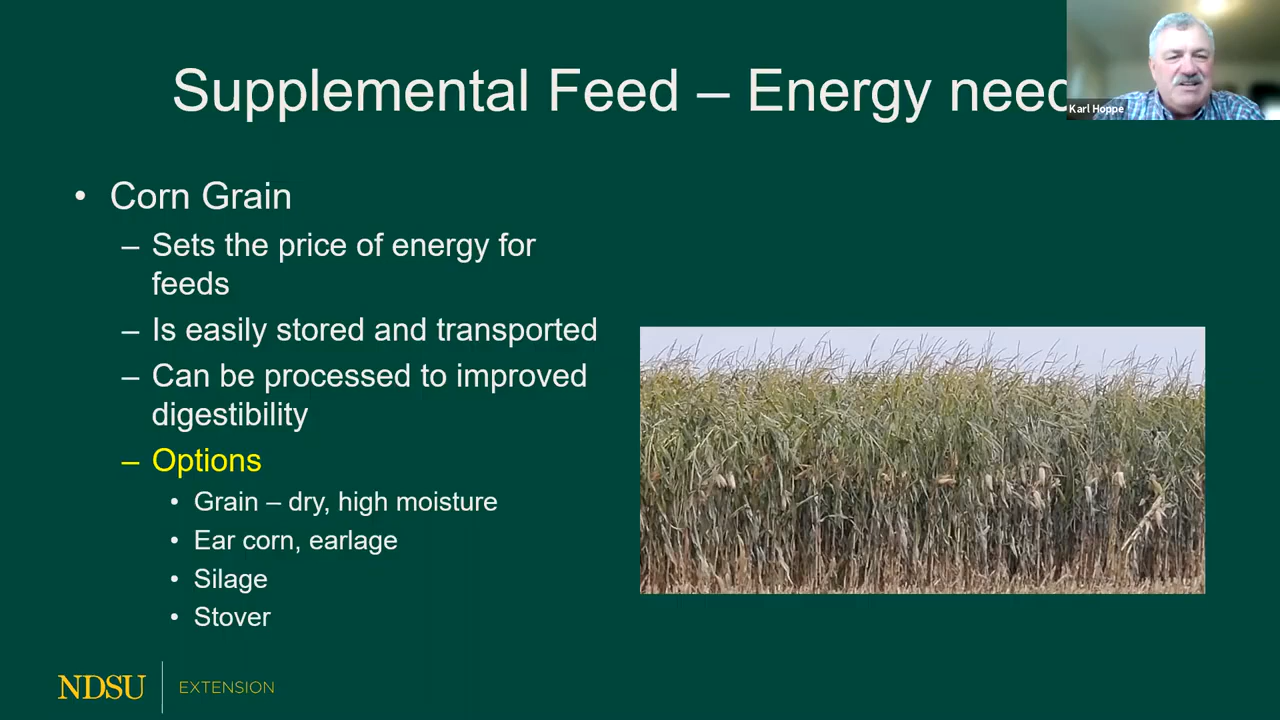 Supplemental Feed – Energy need
Karl Hoppe
• Corn Grain
– Sets the price of energy for
feeds
– Is easily stored and transported
– Can be processed to improved
digestibility
– Options
• Grain – dry, high moisture
• Ear corn, earlage
• Silage
• Stover
NDSU EXTENSION